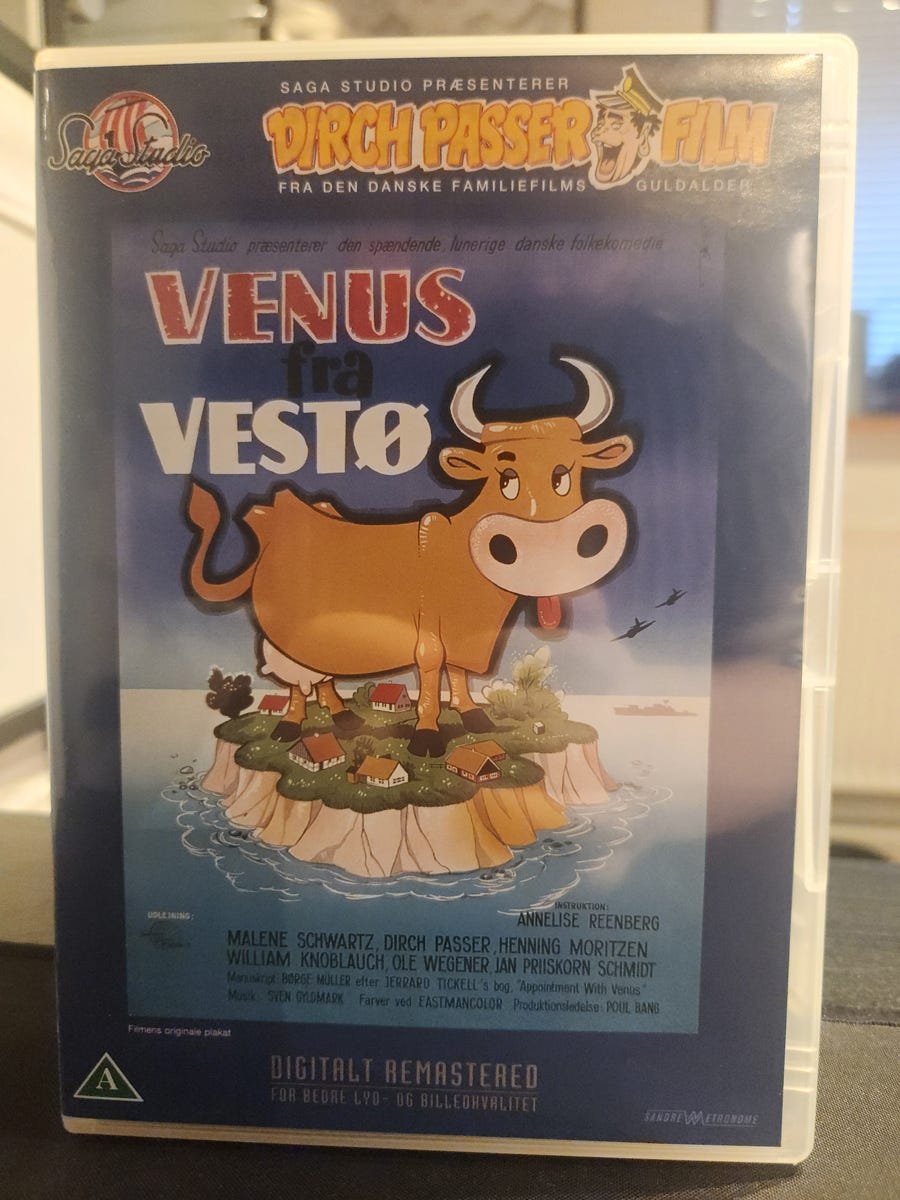 SAGA STUDIO PRÆSENTERER
Saga Studio
DIRCH PASSER FILM
FRA DEN DANSKE FAMILIEFILMS GULDALDER
Saga Studio præsenterer den spændende, lunerige danske folkekomedie
VENUS
fra
VESTØ
UDLEJNING:
INSTRUKTION:
ANNELISE REENBERG
MALENE SCHWARTZ, DIRCH PASSER, HENNING MORITZEN
WILLIAM KNOBLAUCH, OLE WEGENER, JAN PRIISKORN SCHMIDT
Manuskript: BØRGE MÜLLER efter JERRARD TICKELL's bog, "Appointment With Venus"
Musik: SVEN GYLDMARK Farver ved EASTMANCOLOR Produktionsledelse: POUL BANG
Filmens originale plakat
A
DIGITALT REMASTERED
FOR BEDRE LYD- OG BILLEDKVALITET
SANDREW METRONOME